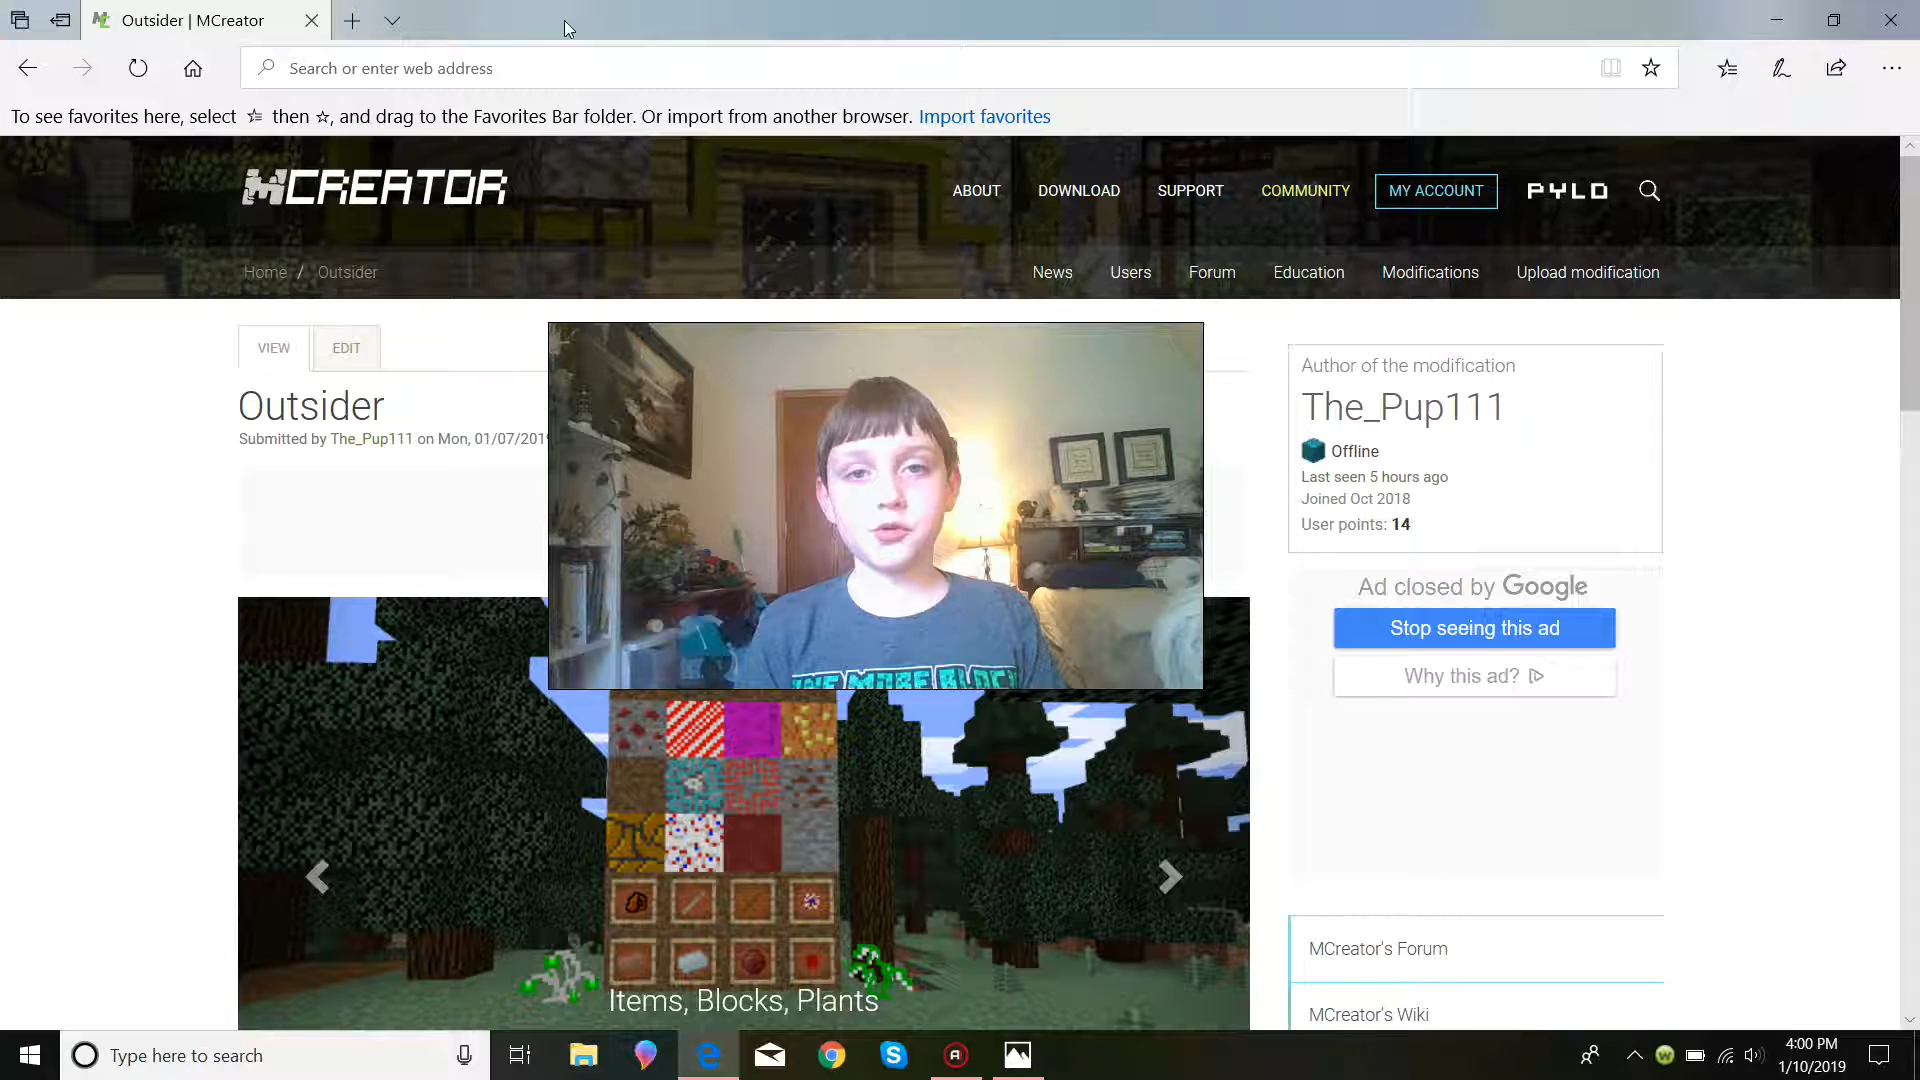 Outsider | MCreator
Search or enter web address
To see favorites here, select then , and drag to the Favorites Bar folder. Or import from another browser. Import favorites
MCREATOR
ABOUT DOWNLOAD SUPPORT COMMUNITY MY ACCOUNT PYLO
Home / Outsider
News Users Forum Education Modifications Upload modification
VIEW EDIT
Outsider
Submitted by The_Pup111 on Mon, 01/07/201
ONE MORE BLOCK
Items, Blocks, Plants
Author of the modification
The_Pup111
Offline
Last seen 5 hours ago
Joined Oct 2018
User points: 14
Ad closed by Google
Stop seeing this ad
Why this ad?
MCreator's Forum
MCreator's Wiki
Type here to search
4:00 PM
1/10/2019